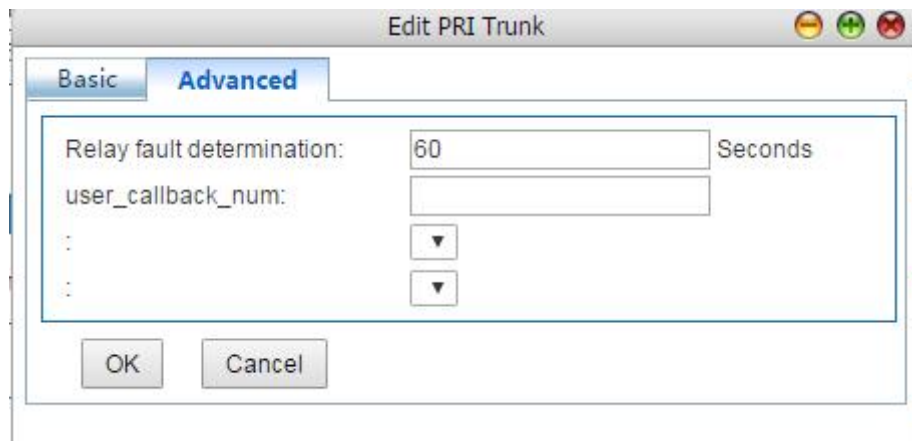 Edit PRI Trunk
Basic Advanced
Relay fault determination: 60 Seconds
user_callback_num:
:
:
OK Cancel